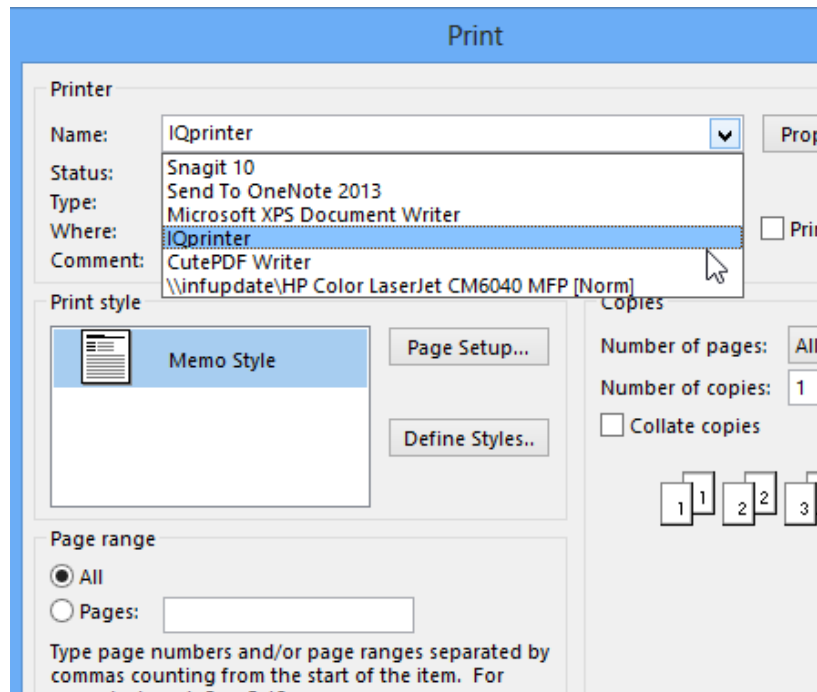 Print
Printer
Name: IQprinter
Status:
Type:
Where:
Comment:
Snagit 10
Send To OneNote 2013
Microsoft XPS Document Writer
IQprinter
CutePDF Writer
\\infupdate\HP Color LaserJet CM6040 MFP [Norm]
Print style
Memo Style
Page Setup...
Define Styles..
Copies
Number of pages: All
Number of copies: 1
Collate copies
1 1 2 2 3
Page range
All
Pages:
Type page numbers and/or page ranges separated by
commas counting from the start of the item. For